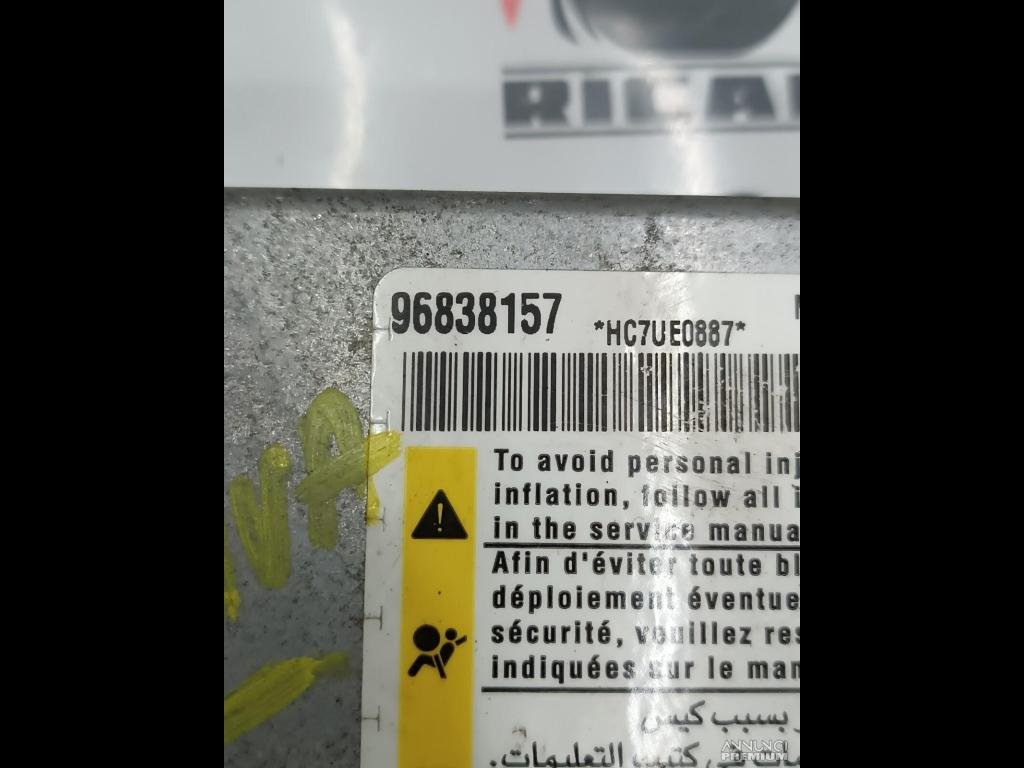 RICA
96838157
*HC7UE0887*
To avoid personal inj
inflation, follow all i
in the service manua
Afin d'éviter toute bl
déploiement éventue
sécurité, veuillez res
indiquées sur le man
بسبب كيس
في كتيب التعليمات.
ANNUNCI
PREMIUM